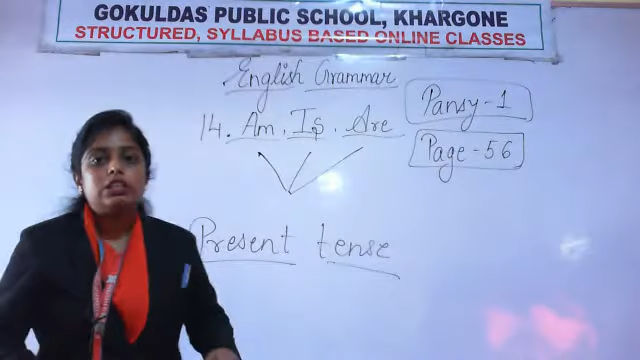 GOKULDAS PUBLIC SCHOOL, KHARGONE
STRUCTURED, SYLLABUS BASED ONLINE CLASSES
English Grammar
14. Am. Is. Are
Pansy-1
Page-56
Present tense